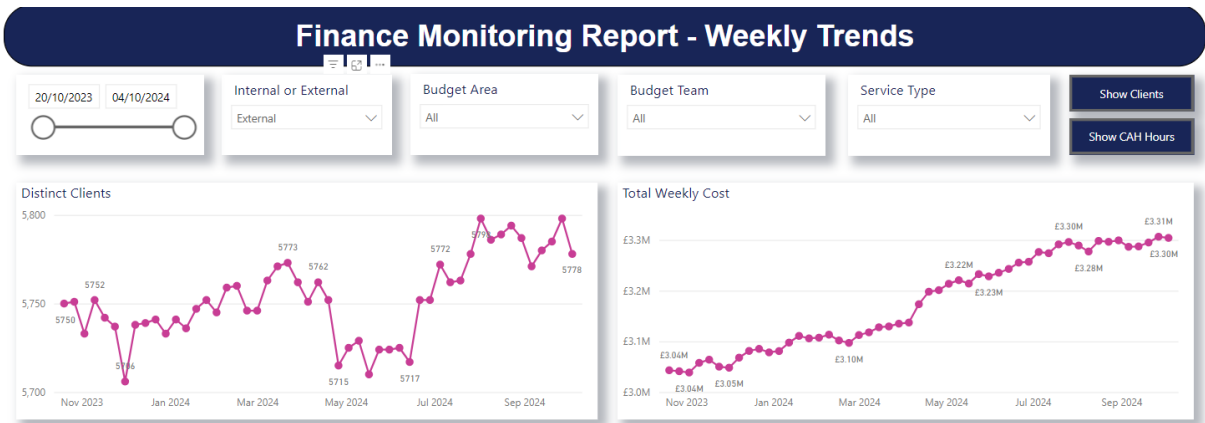 Finance Monitoring Report - Weekly Trends
20/10/2023 04/10/2024
Internal or External
External
Budget Area
All
Budget Team
All
Service Type
All
Show Clients
Show CAH Hours
Distinct Clients
5,800
5,750
5,700
5750
5752
5706
5773
5762
5715
5717
5772
5778
Nov 2023 Jan 2024 Mar 2024 May 2024 Jul 2024 Sep 2024
Total Weekly Cost
£3.3M
£3.2M
£3.1M
£3.0M
£3.04M
£3.04M
£3.05M
£3.10M
£3.22M
£3.23M
£3.30M
£3.28M
£3.31M
£3.30M
Nov 2023 Jan 2024 Mar 2024 May 2024 Jul 2024 Sep 2024